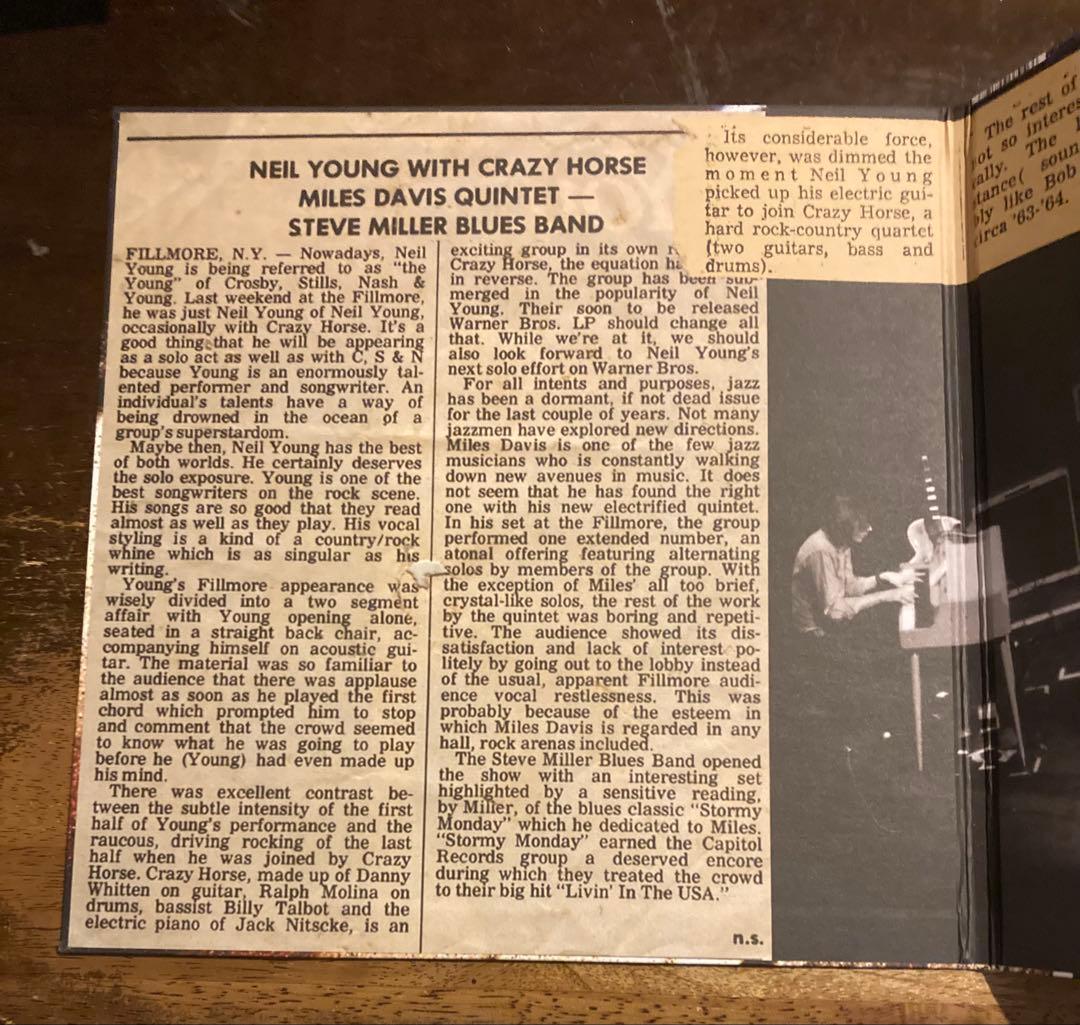 NEIL YOUNG WITH CRAZY HORSE
MILES DAVIS QUINTET —
STEVE MILLER BLUES BAND
FILLMORE, N.Y. — Nowadays, Neil
Young is being referred to as "the
Young" of Crosby, Stills, Nash &
Young. Last weekend at the Fillmore,
he was just Neil Young of Neil Young,
occasionally with Crazy Horse. It's a
good thing that he will be appearing
as a solo act as well as with C, S & N
because Young is an enormously tal-
ented performer and songwriter. An
individual's talents have a way of
being drowned in the ocean of a
group's superstardom.
Maybe then, Neil Young has the best
of both worlds. He certainly deserves
the solo exposure. Young is one of the
best songwriters on the rock scene.
His songs are so good that they read
almost as well as they play. His vocal
styling is a kind of a country/rock
whine which is as singular as his
writing.
Young's Fillmore appearance was
wisely divided into a two segment
affair with Young opening alone,
seated in a straight back chair, ac-
companying himself on acoustic gui-
tar. The material was so familiar to
the audience that there was applause
almost as soon as he played the first
chord which prompted him to stop
and comment that the crowd seemed
to know what he was going to play
before he (Young) had even made up
his mind.
There was excellent contrast be-
tween the subtle intensity of the first
half of Young's performance and the
raucous, driving rocking of the last
half when he was joined by Crazy
Horse. Crazy Horse, made up of Danny
Whitten on guitar, Ralph Molina on
drums, bassist Billy Talbot and the
electric piano of Jack Nitscke, is an
exciting group in its own
Crazy Horse, the equation
in reverse. The group has been sub-
merged in the popularity of Neil
Young. Their soon to be released
Warner Bros. LP should change all
that. While we're at it, we should
also look forward to Neil Young's
next solo effort on Warner Bros.
For all intents and purposes, jazz
has been a dormant, if not dead issue
for the last couple of years. Not many
jazzmen have explored new directions.
Miles Davis is one of the few jazz
musicians who is constantly walking
down new avenues in music. It does
not seem that he has found the right
one with his new electrified quintet.
In his set at the Fillmore, the group
performed one extended number, an
atonal offering featuring alternating
solos by members of the group. With
the exception of Miles' all too brief,
crystal-like solos, the rest of the work
by the quintet was boring and repeti-
tive. The audience showed its dis-
satisfaction and lack of interest po-
litely by going out to the lobby instead
of the usual, apparent Fillmore audi-
ence vocal restlessness. This was
probably because of the esteem in
which Miles Davis is regarded in any
hall, rock arenas included.
The Steve Miller Blues Band opened
the show with an interesting set
highlighted by a sensitive reading,
by Miller, of the blues classic "Stormy
Monday" which he dedicated to Miles.
"Stormy Monday" earned the Capitol
Records group a deserved encore
during which they treated the crowd
to their big hit "Livin' In The USA."
n.s.
Its considerable force,
however, was dimmed the
moment Neil Young
picked up his electric gui-
tar to join Crazy Horse, a
hard rock-country quartet
(two guitars, bass and
drums).
The rest of
not so
The
soun
like Bob
circa '63-'64.